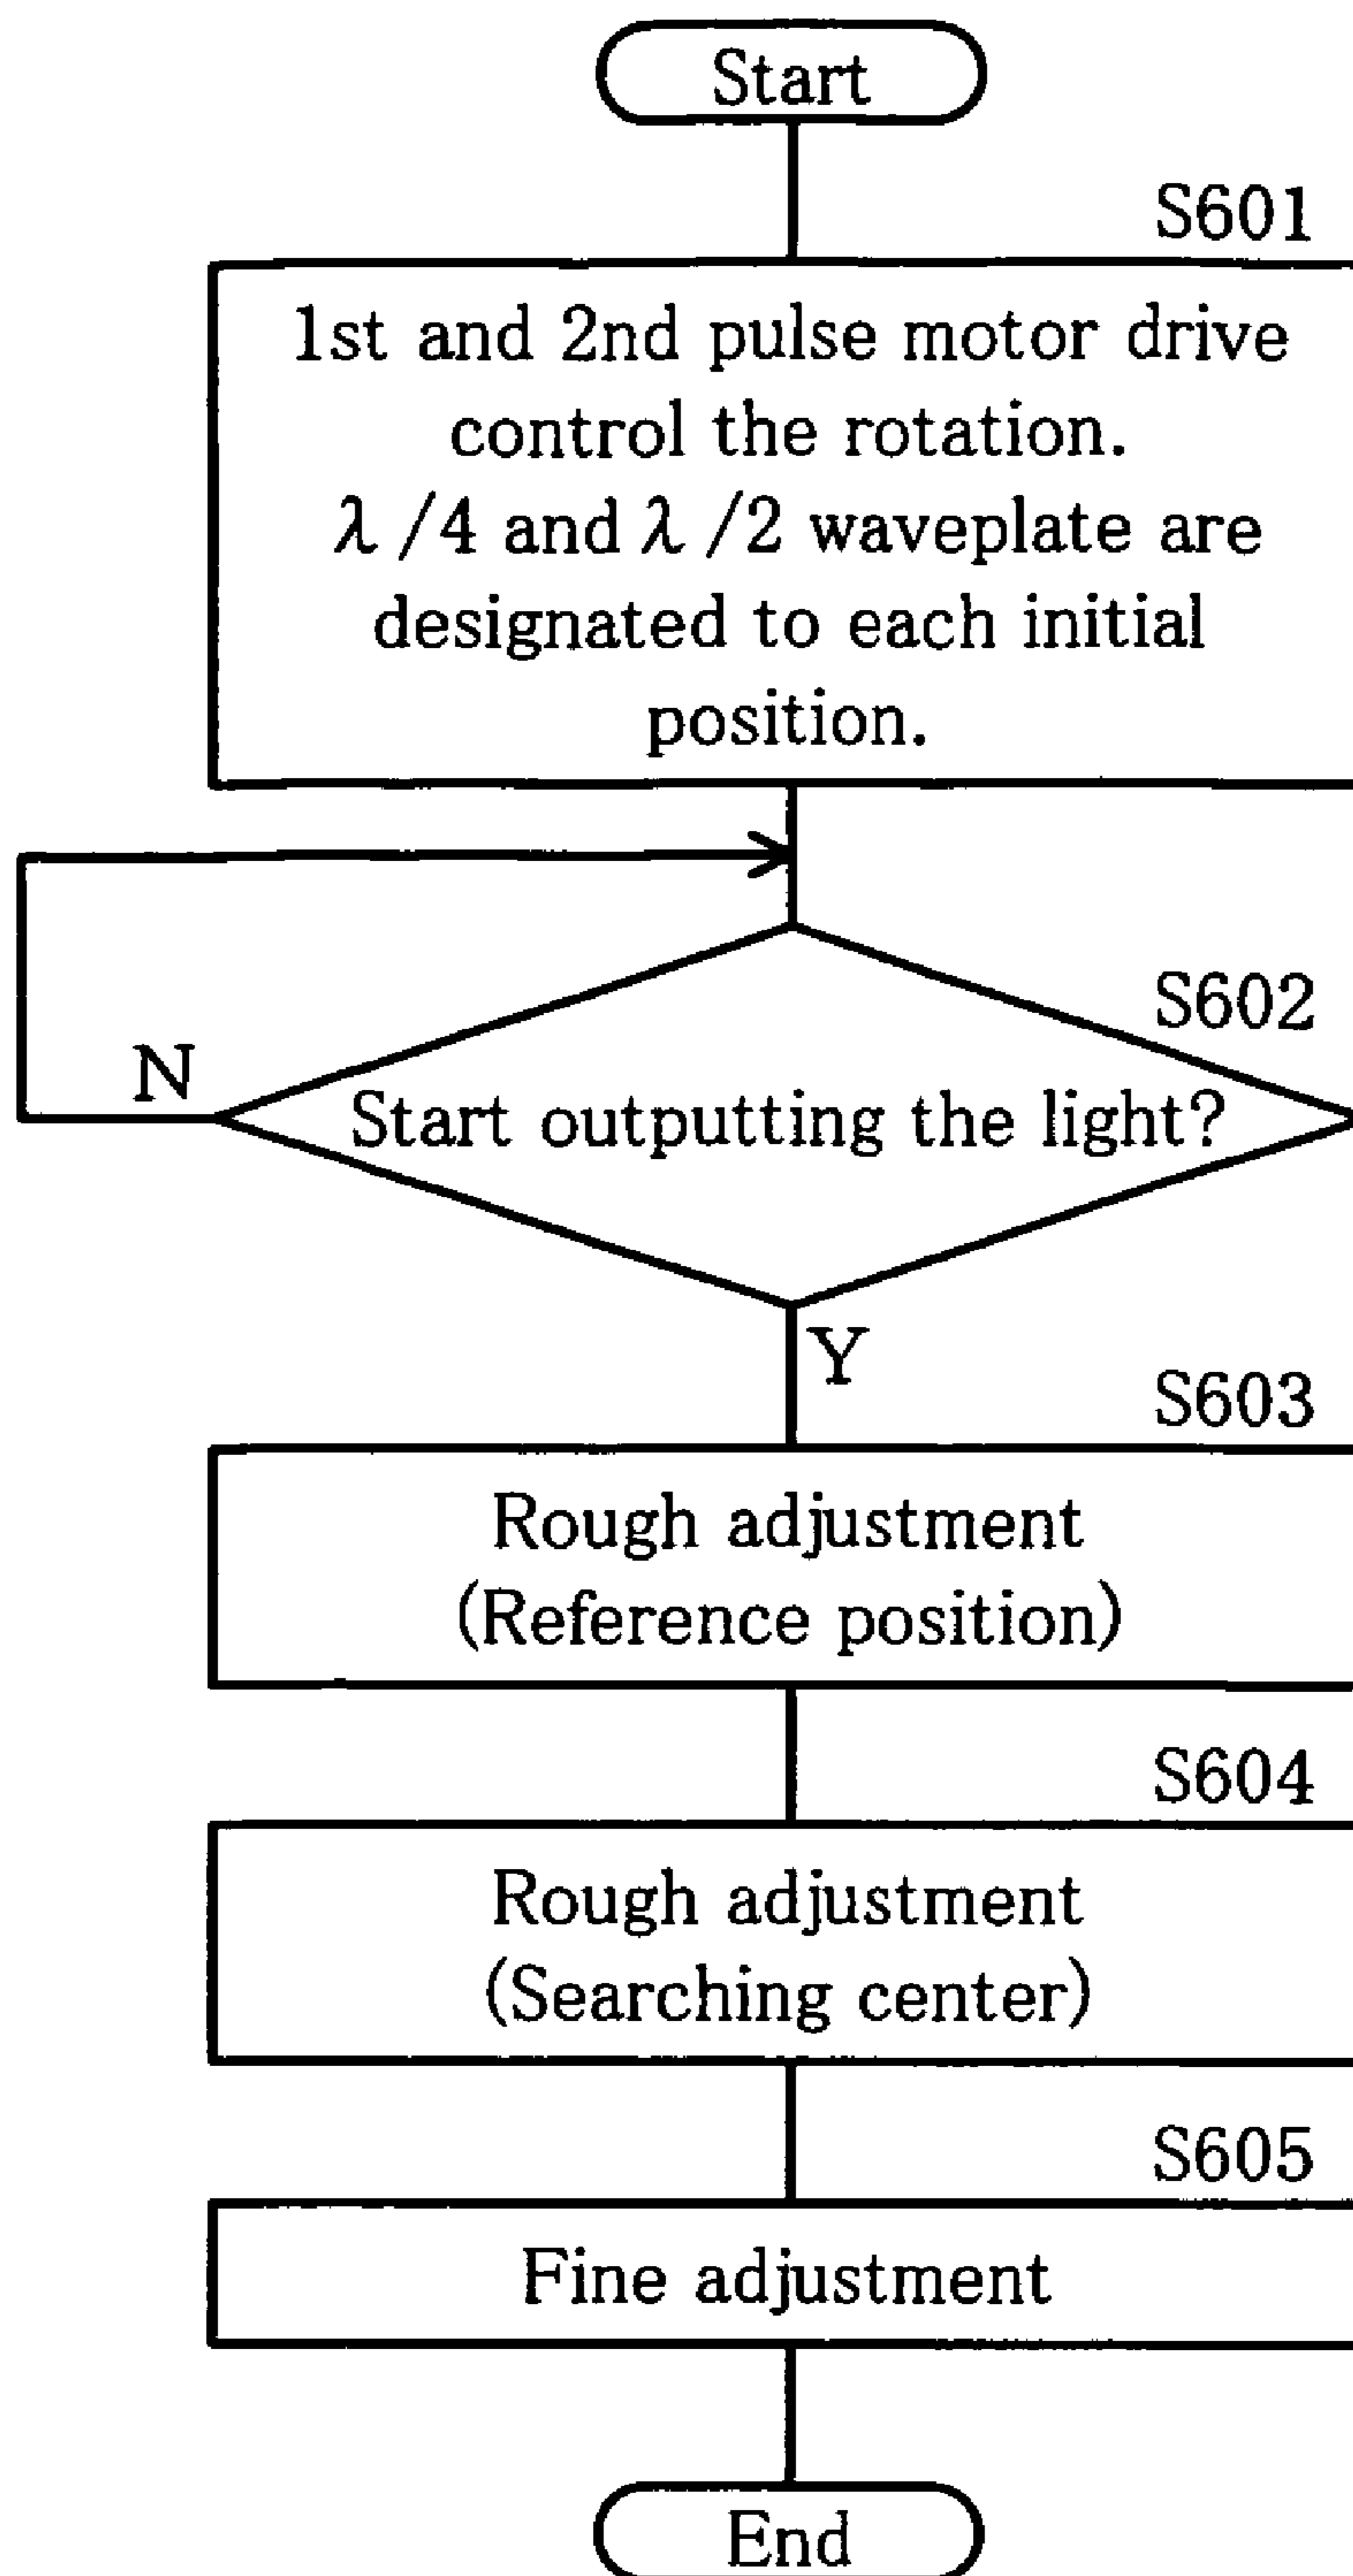 Start
S601
1st and 2nd pulse motor drive
control the rotation.
λ/4 and λ/2 waveplate are
designated to each initial
position.
S602
N
Start outputting the light?
Y
S603
Rough adjustment
(Reference position)
S604
Rough adjustment
(Searching center)
S605
Fine adjustment
End